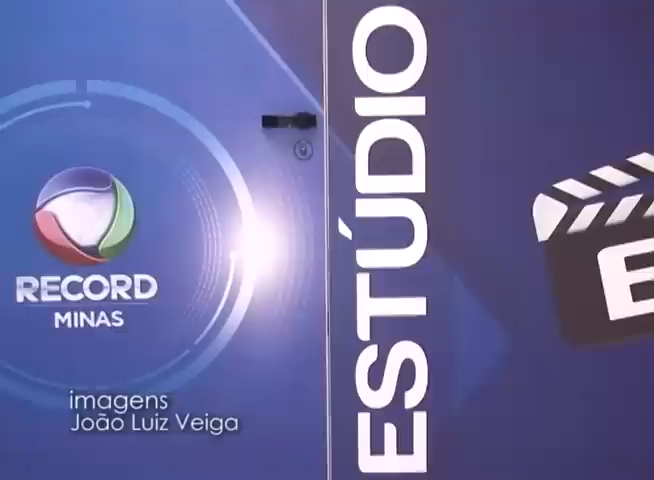 RECORD
MINAS
imagens
João Luiz Veiga
ESTÚDIO
E